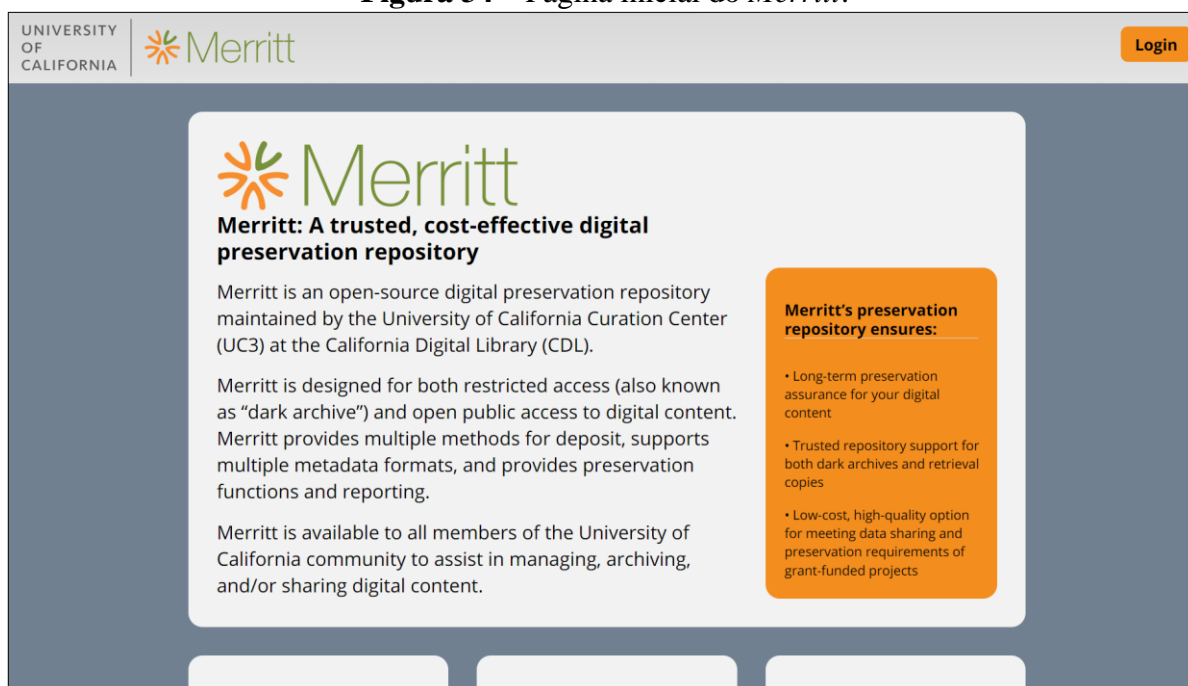 Figura 34 – Página inicial do Merritt.
UNIVERSITY
OF
CALIFORNIA
Merritt
Login
Merritt
Merritt: A trusted, cost-effective digital
preservation repository
Merritt is an open-source digital preservation repository
maintained by the University of California Curation Center
(UC3) at the California Digital Library (CDL).
Merritt is designed for both restricted access (also known
as “dark archive”) and open public access to digital content.
Merritt provides multiple methods for deposit, supports
multiple metadata formats, and provides preservation
functions and reporting.
Merritt is available to all members of the University of
California community to assist in managing, archiving,
and/or sharing digital content.
Merritt’s preservation
repository ensures:
• Long-term preservation
assurance for your digital
content
• Trusted repository support for
both dark archives and retrieval
copies
• Low-cost, high-quality option
for meeting data sharing and
preservation requirements of
grant-funded projects